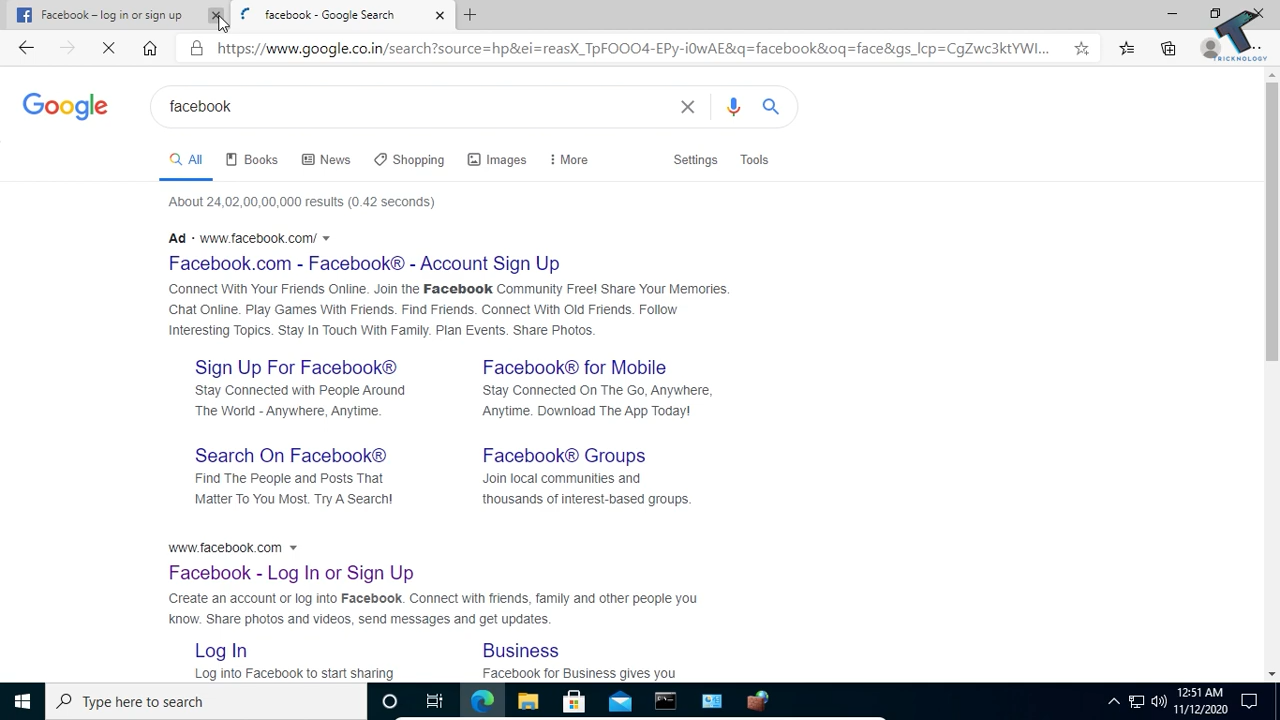 Facebook – log in or sign up
facebook - Google Search
https://www.google.co.in/search?source=hp&ei=reasX_TpFOOO4-EPy-i0wAE&q=facebook&oq=face&gs_lcp=CgZwc3ktYWI...
TRICKNOLOGY
Google
facebook
All
Books
News
Shopping
Images
More
Settings
Tools
About 24,02,00,00,000 results (0.42 seconds)
Ad · www.facebook.com/
Facebook.com - Facebook® - Account Sign Up
Connect With Your Friends Online. Join the Facebook Community Free! Share Your Memories.
Chat Online. Play Games With Friends. Find Friends. Connect With Old Friends. Follow
Interesting Topics. Stay In Touch With Family. Plan Events. Share Photos.
Sign Up For Facebook®
Stay Connected with People Around
The World - Anywhere, Anytime.
Facebook® for Mobile
Stay Connected On The Go, Anywhere,
Anytime. Download The App Today!
Search On Facebook®
Find The People and Posts That
Matter To You Most. Try A Search!
Facebook® Groups
Join local communities and
thousands of interest-based groups.
www.facebook.com
Facebook - Log In or Sign Up
Create an account or log into Facebook. Connect with friends, family and other people you
know. Share photos and videos, send messages and get updates.
Log In
Log into Facebook to start sharing
Business
Facebook for Business gives you
Type here to search
12:51 AM
11/12/2020